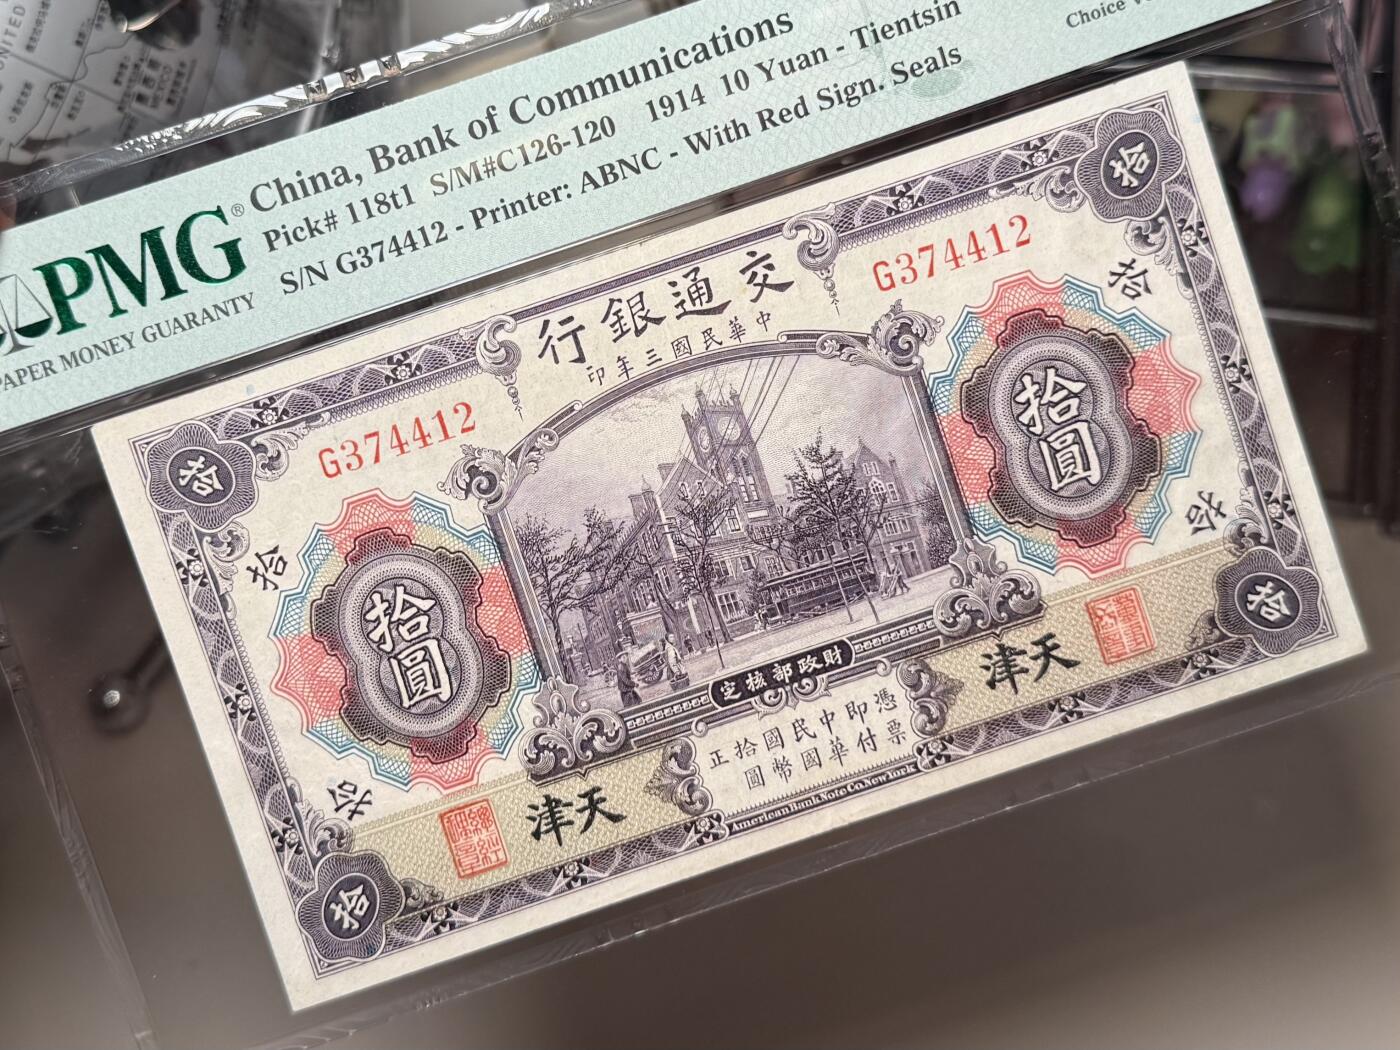 China, Bank of Communications
Pick# 118t1 S/M#C126-120 1914 10 Yuan - Tientsin
S/N G374412 - Printer: ABNC - With Red Sign. Seals
Choice
PMG®
PAPER MONEY GUARANTY
行銀通交
印年三國民華中
G374412
G374412
拾
拾
拾
拾
拾
拾
拾
拾
拾圓
拾圓
定核部政財
正拾國民中即憑
圓幣國華付票
津天
津天
American Bank Note Co. New York